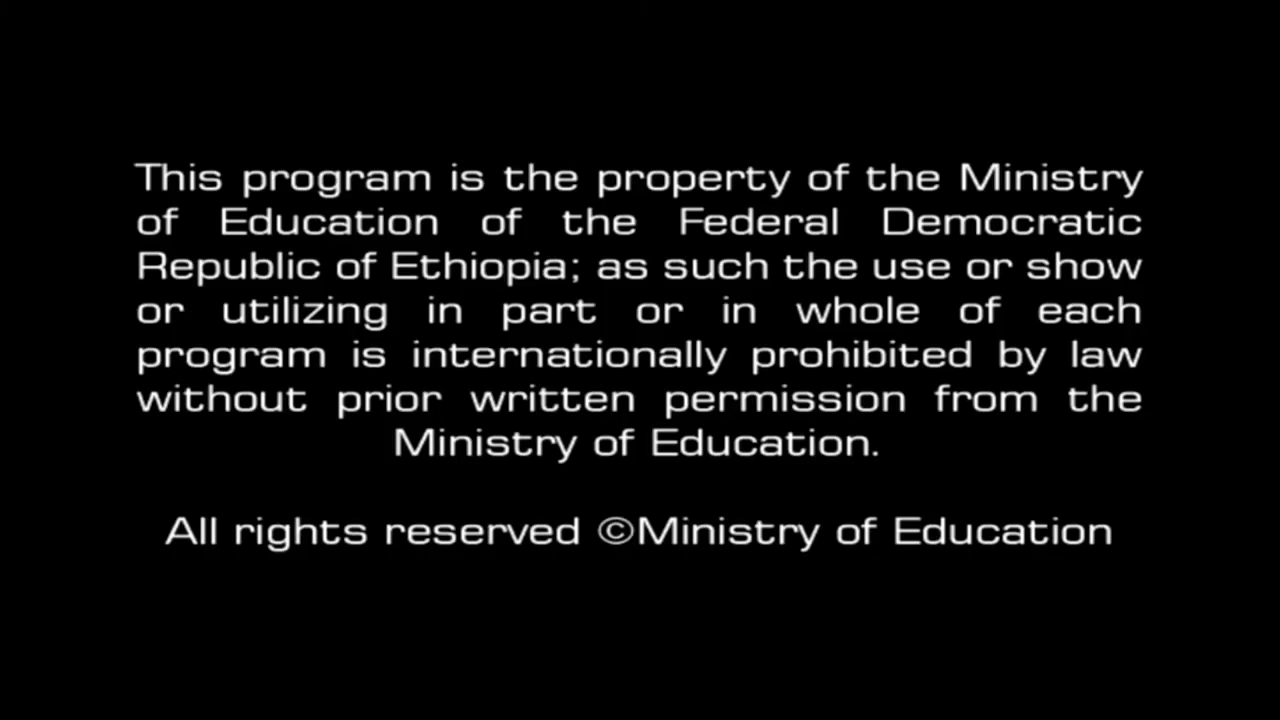 This program is the property of the Ministry
of Education of the Federal Democratic
Republic of Ethiopia; as such the use or show
or utilizing in part or in whole of each
program is internationally prohibited by law
without prior written permission from the
Ministry of Education.
All rights reserved ©Ministry of Education